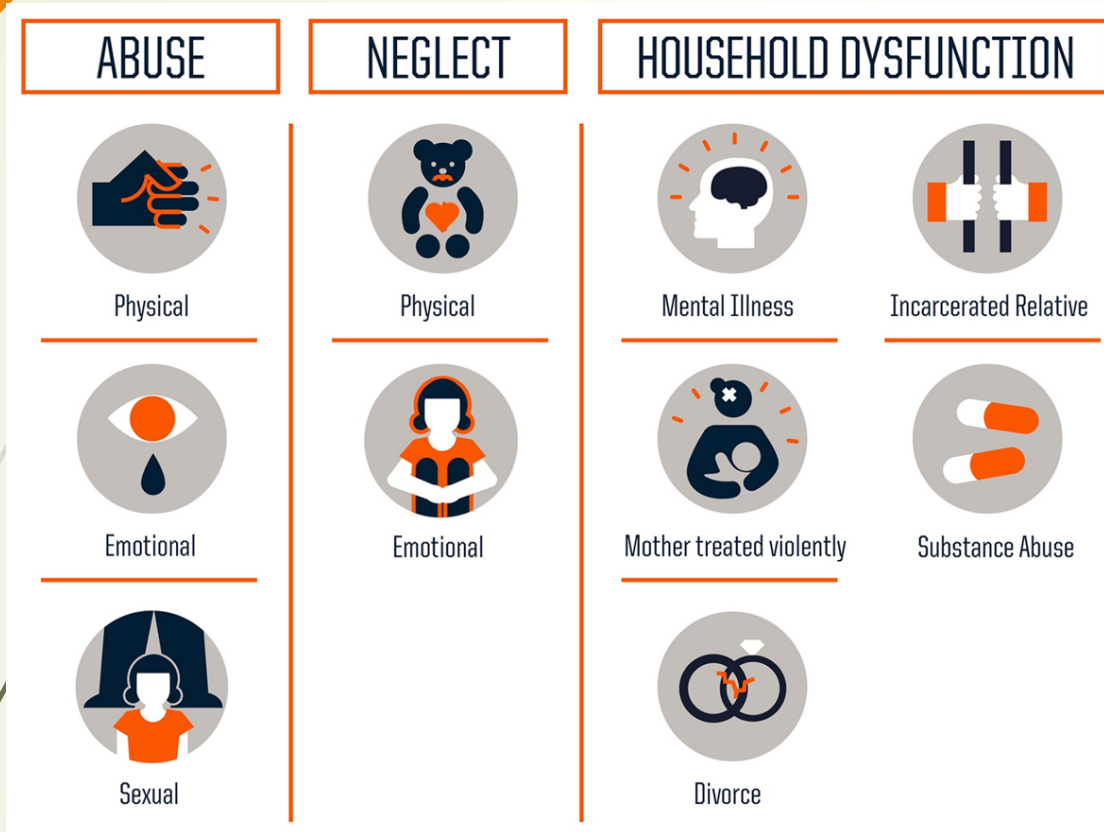 ABUSE
Physical
Emotional
Sexual
NEGLECT
Physical
Emotional
HOUSEHOLD DYSFUNCTION
Mental Illness
Incarcerated Relative
Mother treated violently
Substance Abuse
Divorce